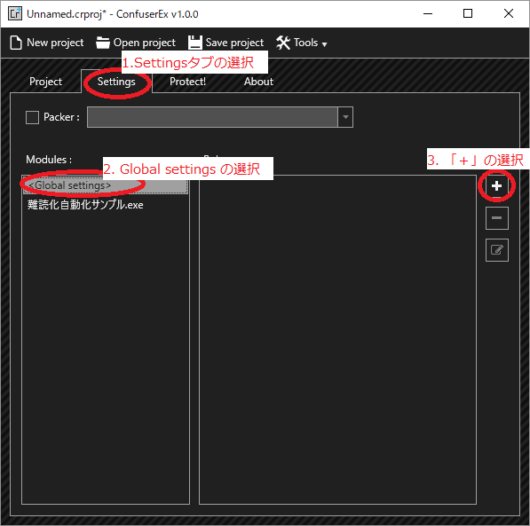 Cr Unnamed.crproj* - ConfuserEx v1.0.0
New project Open project Save project Tools
1.Settingsタブの選択
Project Settings Protect! About
Packer :
Modules :
2. Global settings の選択
3. 「＋」の選択
<Global settings>
難読化自動化サンプル.exe